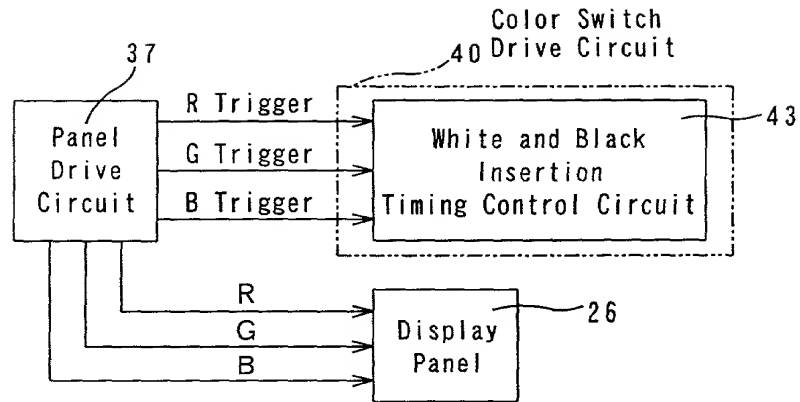 Color Switch
Drive Circuit
40
37
43
R Trigger
G Trigger
B Trigger
Panel
Drive
Circuit
White and Black
Insertion
Timing Control Circuit
R
G
B
Display
Panel
26